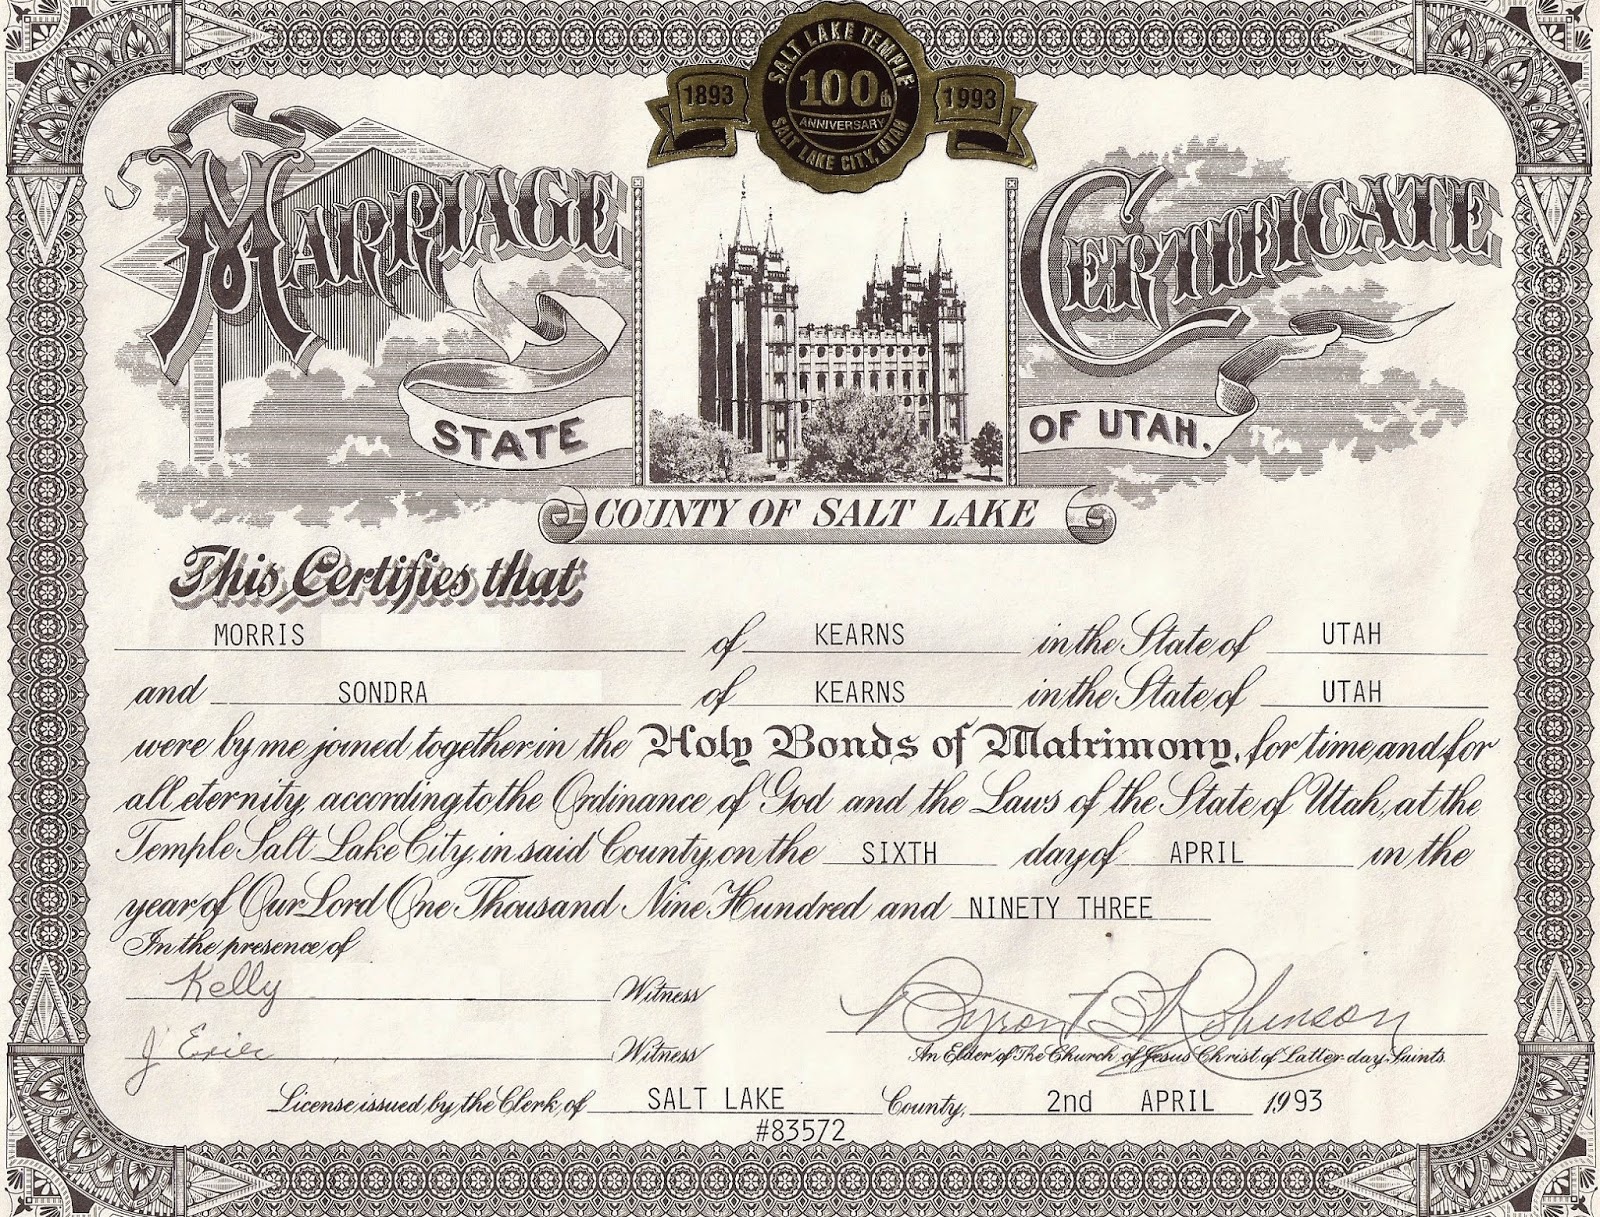 SALT LAKE TEMPLE
1893 100th 1993
ANNIVERSARY
SALT LAKE CITY, UTAH
MARRIAGE CERTIFICATE
STATE OF UTAH.
COUNTY OF SALT LAKE
This Certifies that
MORRIS of KEARNS in the State of UTAH
and SONDRA of KEARNS in the State of UTAH
were by me joined together in the Holy Bonds of Matrimony, for time and for
all eternity, according to the Ordinance of God and the Laws of the State of Utah, at the
Temple Salt Lake City, in said County, on the SIXTH day of APRIL in the
year of Our Lord One Thousand Nine Hundred and NINETY THREE
In the presence of
Kelly Witness
J Eric Witness
Byron T Robinson
An Elder of The Church of Jesus Christ of Latter-day Saints
License issued by the Clerk of SALT LAKE County, 2nd APRIL 1993
#83572